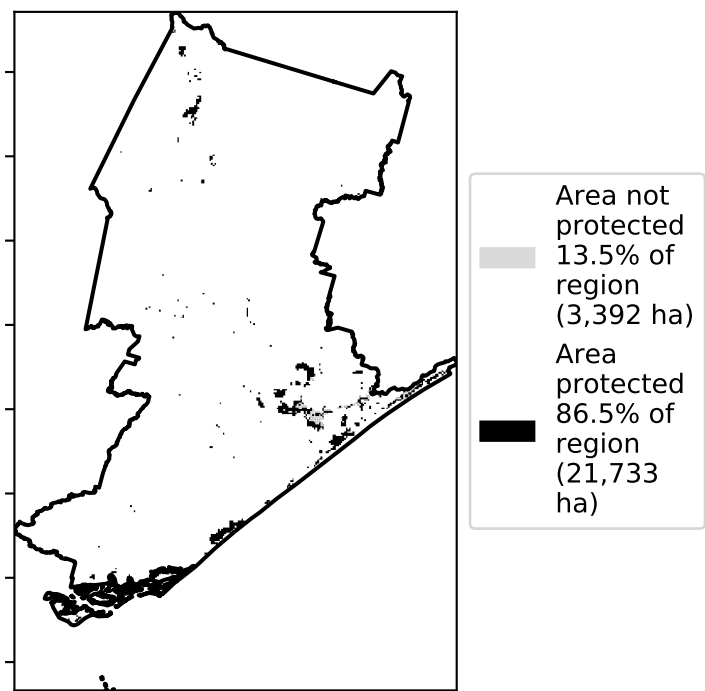 Area not
protected
13.5% of
region
(3,392 ha)
Area
protected
86.5% of
region
(21,733
ha)